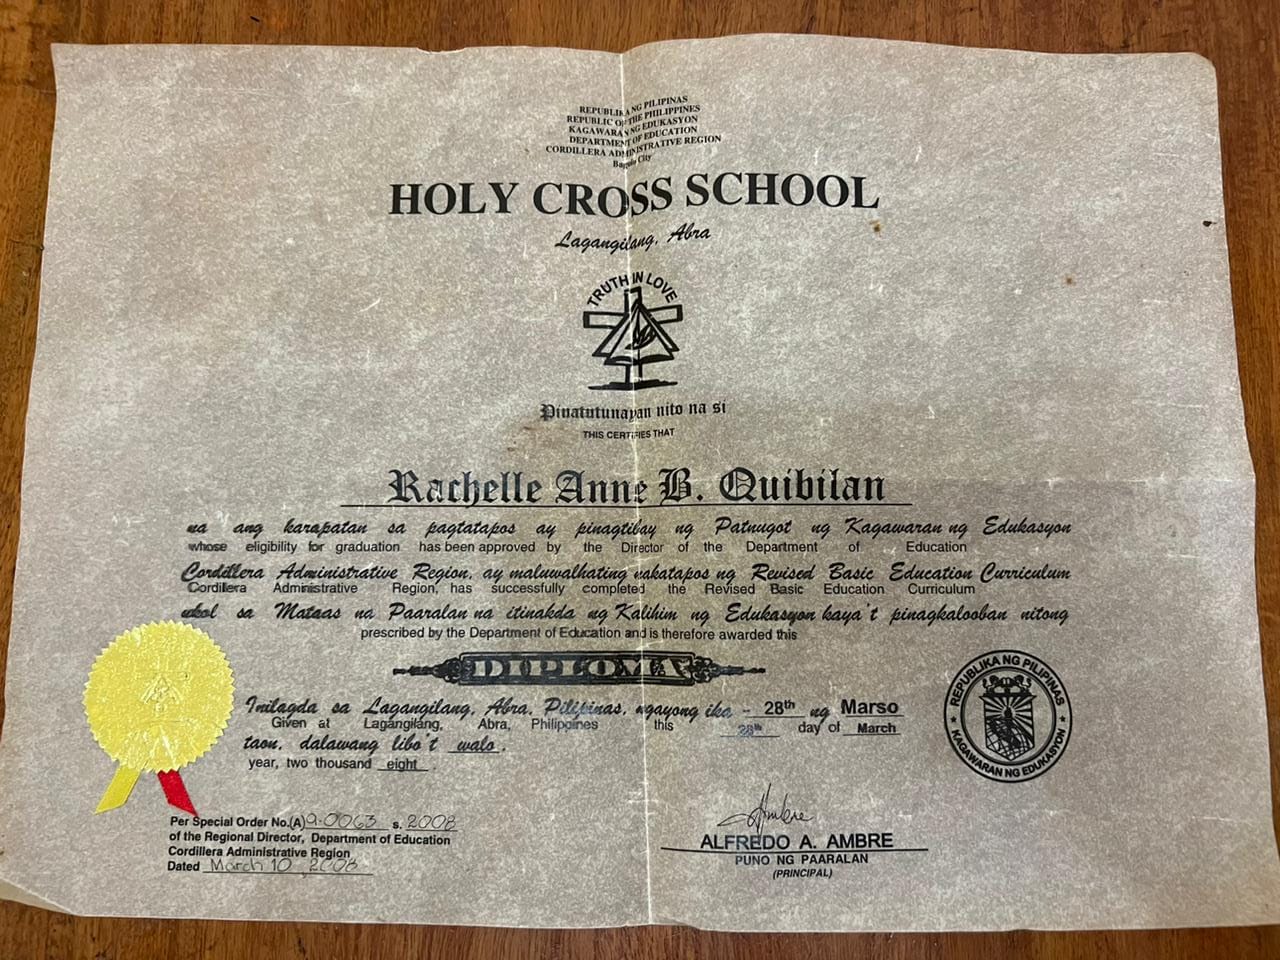 REPUBLIKA NG PILIPINAS
REPUBLIC OF THE PHILIPPINES
KAGAWARAN NG EDUKASYON
DEPARTMENT OF EDUCATION
CORDILLERA ADMINISTRATIVE REGION
Baguio City
HOLY CROSS SCHOOL
Lagangilang, Abra
TRUTH IN LOVE
Pinatutunayan nito na si
THIS CERTIFIES THAT
Rachelle Anne B. Quibilan
na ang karapatan sa pagtatapos ay pinagtibay ng Patnugot ng Kagawaran ng Edukasyon
whose eligibility for graduation has been approved by the Director of the Department of Education
Cordillera Administrative Region, ay maluwalhating nakatapos ng Revised Basic Education Curriculum
Cordillera Administrative Region, has successfully completed the Revised Basic Education Curriculum
ukol sa Mataas na Paaralan na itinakda ng Kalihim ng Edukasyon kaya't pinagkalooban nitong
prescribed by the Department of Education and is therefore awarded this
DIPLOMA
Inilagda sa Lagangilang, Abra, Pilipinas, ngayong ika - 28th ng Marso
Given at Lagangilang, Abra, Philippines this 28th day of March
taon, dalawang libo't walo.
year, two thousand eight.
REPUBLIKA NG PILIPINAS
KAGAWARAN NG EDUKASYON
Per Special Order No.(A) 9-0063 s. 2008
of the Regional Director, Department of Education
Cordillera Administrative Region
Dated March 10, 2008
Ambre
ALFREDO A. AMBRE
PUNO NG PAARALAN
(PRINCIPAL)